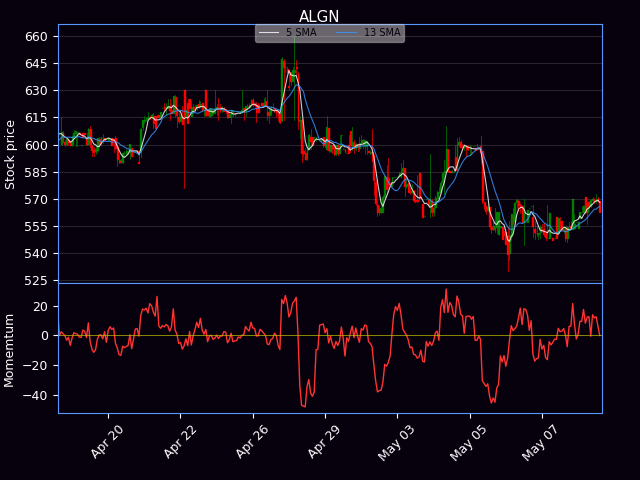 ALGN
5 SMA 13 SMA
Stock price
660
645
630
615
600
585
570
555
540
525
Momemtum
20
0
−20
−40
Apr 20
Apr 22
Apr 26
Apr 29
May 03
May 05
May 07